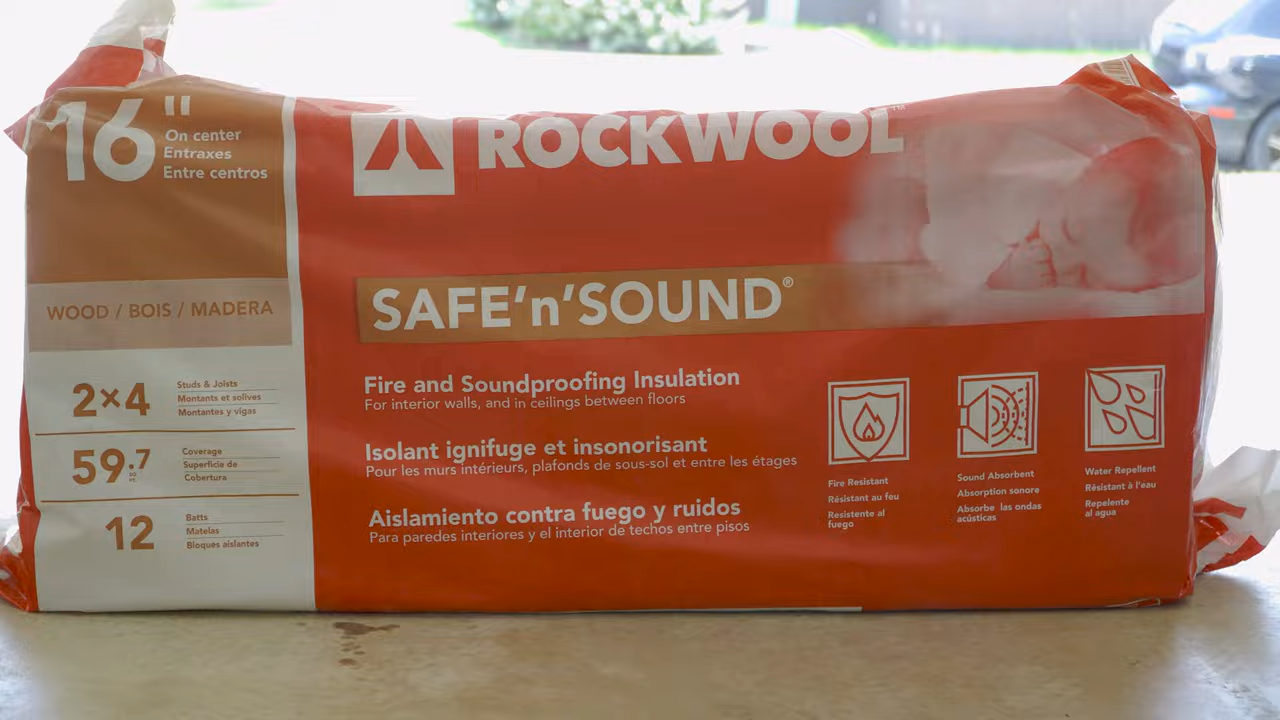 16"
On center
Entraxes
Entre centros
WOOD / BOIS / MADERA
2×4
Studs & Joists
Montants et solives
Montantes y vigas
59.7
Coverage
Superficie de
Cobertura
12
Batts
Matelas
Bloques aislantes
ROCKWOOL™
SAFE'n'SOUND®
Fire and Soundproofing Insulation
For interior walls, and in ceilings between floors
Isolant ignifuge et insonorisant
Pour les murs intérieurs, plafonds de sous-sol et entre les étages
Aislamiento contra fuego y ruidos
Para paredes interiores y el interior de techos entre pisos
Fire Resistant
Résistant au feu
Resistente al
fuego
Sound Absorbent
Absorption sonore
Absorbe las ondas
acústicas
Water Repellent
Résistant à l'eau
Repelente
al agua